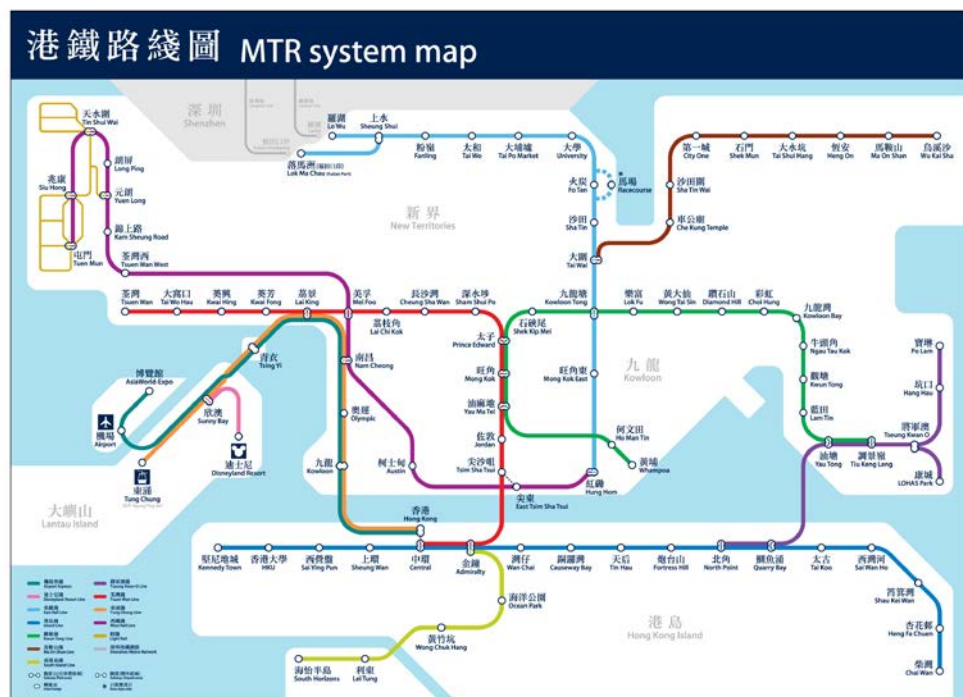 港鐵路綫圖 MTR system map
深圳
Shenzhen
天水圍
Tin Shui Wai
朗屏
Long Ping
兆康
Siu Hong
元朗
Yuen Long
錦上路
Kam Sheung Road
屯門
Tuen Mun
荃灣西
Tsuen Wan West
羅湖
Lo Wu
上水
Sheung Shui
落馬洲
Lok Ma Chau
粉嶺
Fanling
太和
Tai Wo
大埔墟
Tai Po Market
大學
University
火炭
Fo Tan
馬場
Racecourse
沙田
Sha Tin
大圍
Tai Wai
新界
New Territories
第一城
City One
石門
Shek Mun
大水坑
Tai Shui Hang
恆安
Heng On
馬鞍山
Ma On Shan
烏溪沙
Wu Kai Sha
沙田圍
Sha Tin Wai
車公廟
Che Kung Temple
荃灣
Tsuen Wan
大窩口
Tai Wo Hau
葵興
Kwai Hing
葵芳
Kwai Fong
荔景
Lai King
美孚
Mei Foo
荔枝角
Lai Chi Kok
長沙灣
Cheung Sha Wan
深水埗
Sham Shui Po
太子
Prince Edward
旺角
Mong Kok
油麻地
Yau Ma Tei
佐敦
Jordan
尖沙咀
Tsim Sha Tsui
尖東
East Tsim Sha Tsui
石硤尾
Shek Kip Mei
九龍塘
Kowloon Tong
樂富
Lok Fu
黃大仙
Wong Tai Sin
鑽石山
Diamond Hill
彩虹
Choi Hung
九龍灣
Kowloon Bay
牛頭角
Ngau Tau Kok
觀塘
Kwun Tong
藍田
Lam Tin
油塘
Yau Tong
調景嶺
Tiu Keng Leng
寶琳
Po Lam
坑口
Hang Hau
將軍澳
Tseung Kwan O
康城
LOHAS Park
旺角東
Mong Kok East
九龍
Kowloon
何文田
Ho Man Tin
黃埔
Whampoa
紅磡
Hung Hom
青衣
Tsing Yi
南昌
Nam Cheong
奧運
Olympic
九龍
Kowloon
柯士甸
Austin
博覽館
AsiaWorld-Expo
機場
Airport
欣澳
Sunny Bay
迪士尼
Disneyland Resort
東涌
Tung Chung
大嶼山
Lantau Island
香港
Hong Kong
堅尼地城
Kennedy Town
香港大學
HKU
西營盤
Sai Ying Pun
上環
Sheung Wan
中環
Central
金鐘
Admiralty
灣仔
Wan Chai
銅鑼灣
Causeway Bay
天后
Tin Hau
炮台山
Fortress Hill
北角
North Point
鰂魚涌
Quarry Bay
太古
Tai Koo
西灣河
Sai Wan Ho
筲箕灣
Shau Kei Wan
杏花邨
Heng Fa Chuen
柴灣
Chai Wan
海洋公園
Ocean Park
黃竹坑
Wong Chuk Hang
利東
Lei Tung
海怡半島
South Horizons
港島
Hong Kong Island